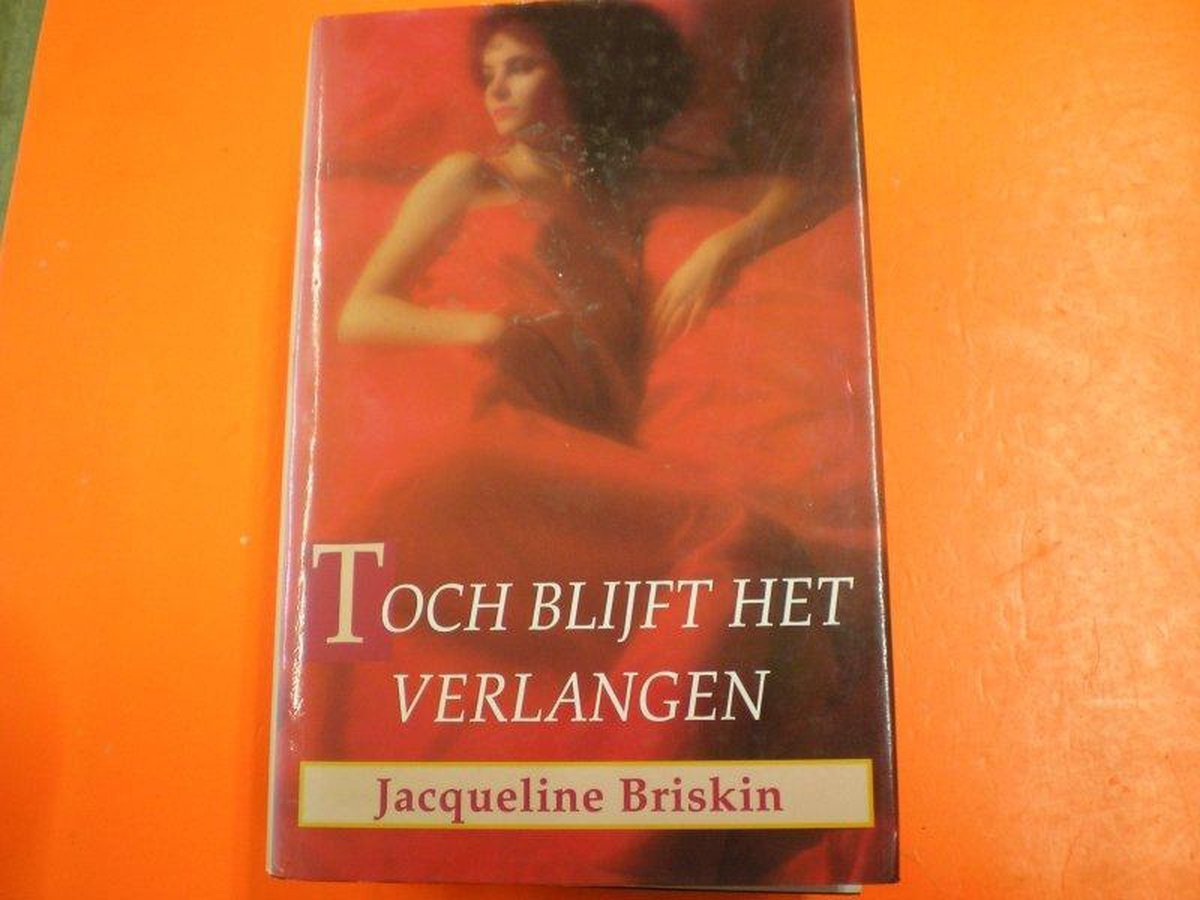 TOCH BLIJFT HET
VERLANGEN
Jacqueline Briskin